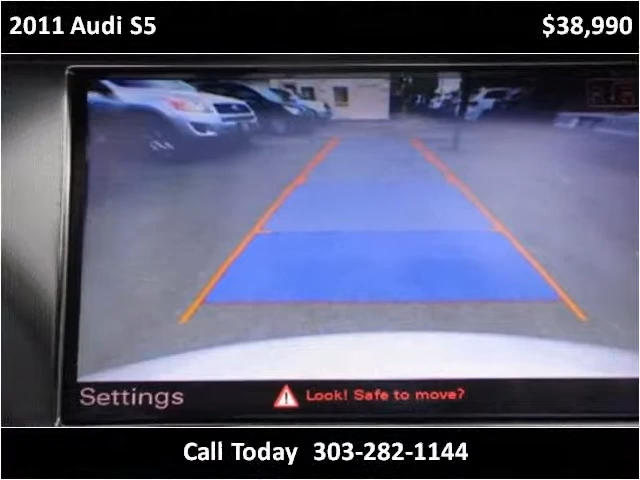 2011 Audi S5 $38,990
Settings Look! Safe to move?
Call Today 303-282-1144